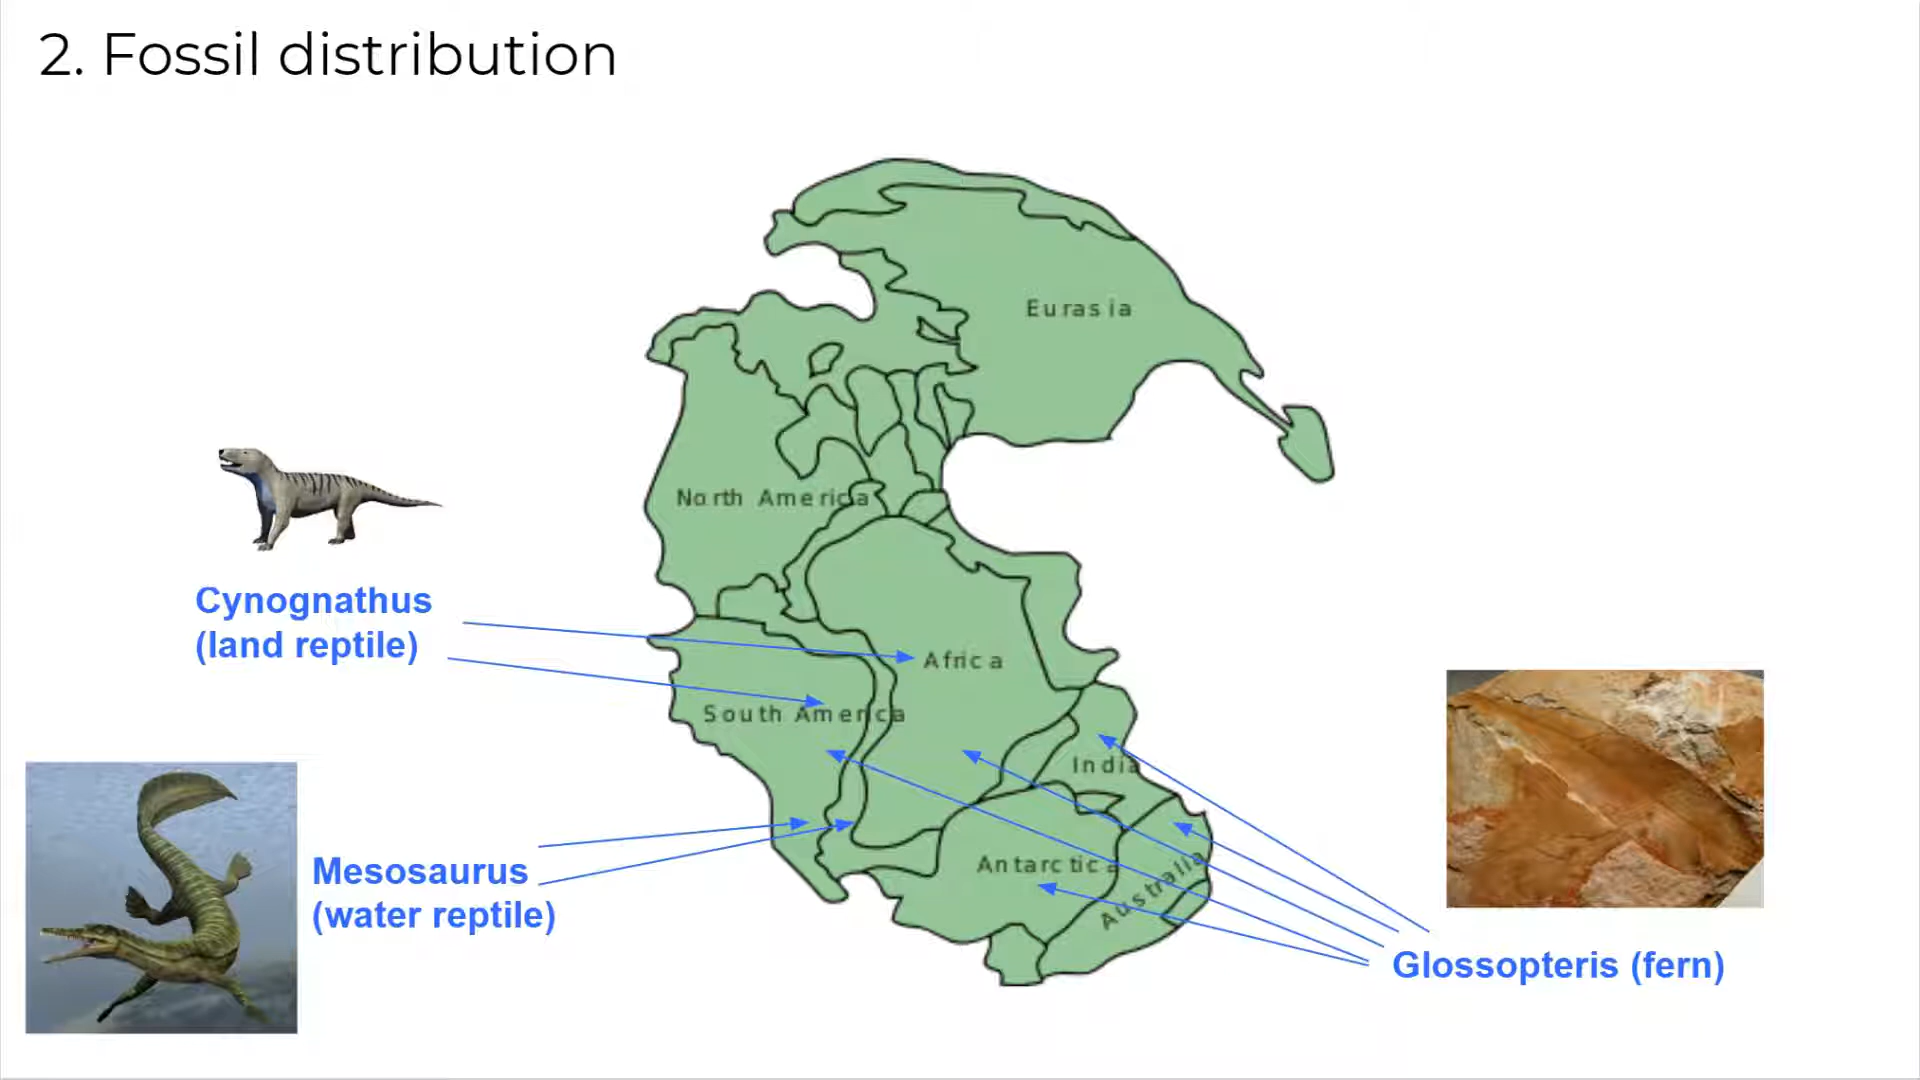 2. Fossil distribution
Eurasia
North America
Cynognathus
(land reptile)
Africa
South America
India
Mesosaurus
(water reptile)
Antarctica
Australia
Glossopteris (fern)